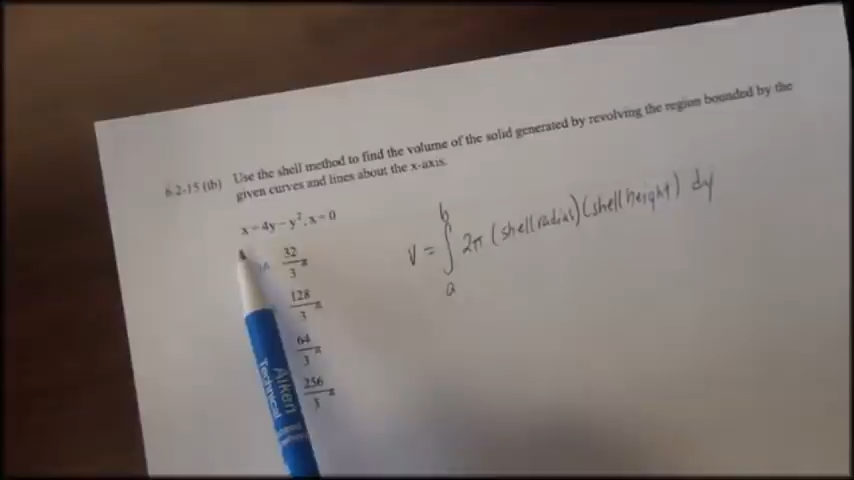 6.2-15 (tb) Use the shell method to find the volume of the solid generated by revolving the region bounded by the
given curves and lines about the x-axis.
x = 4y − y², x = 0
32/3 π
128/3 π
64/3 π
256/3 π
V = ∫ₐᵇ 2π (shell radius)(shell height) dy
Aiken
Technical